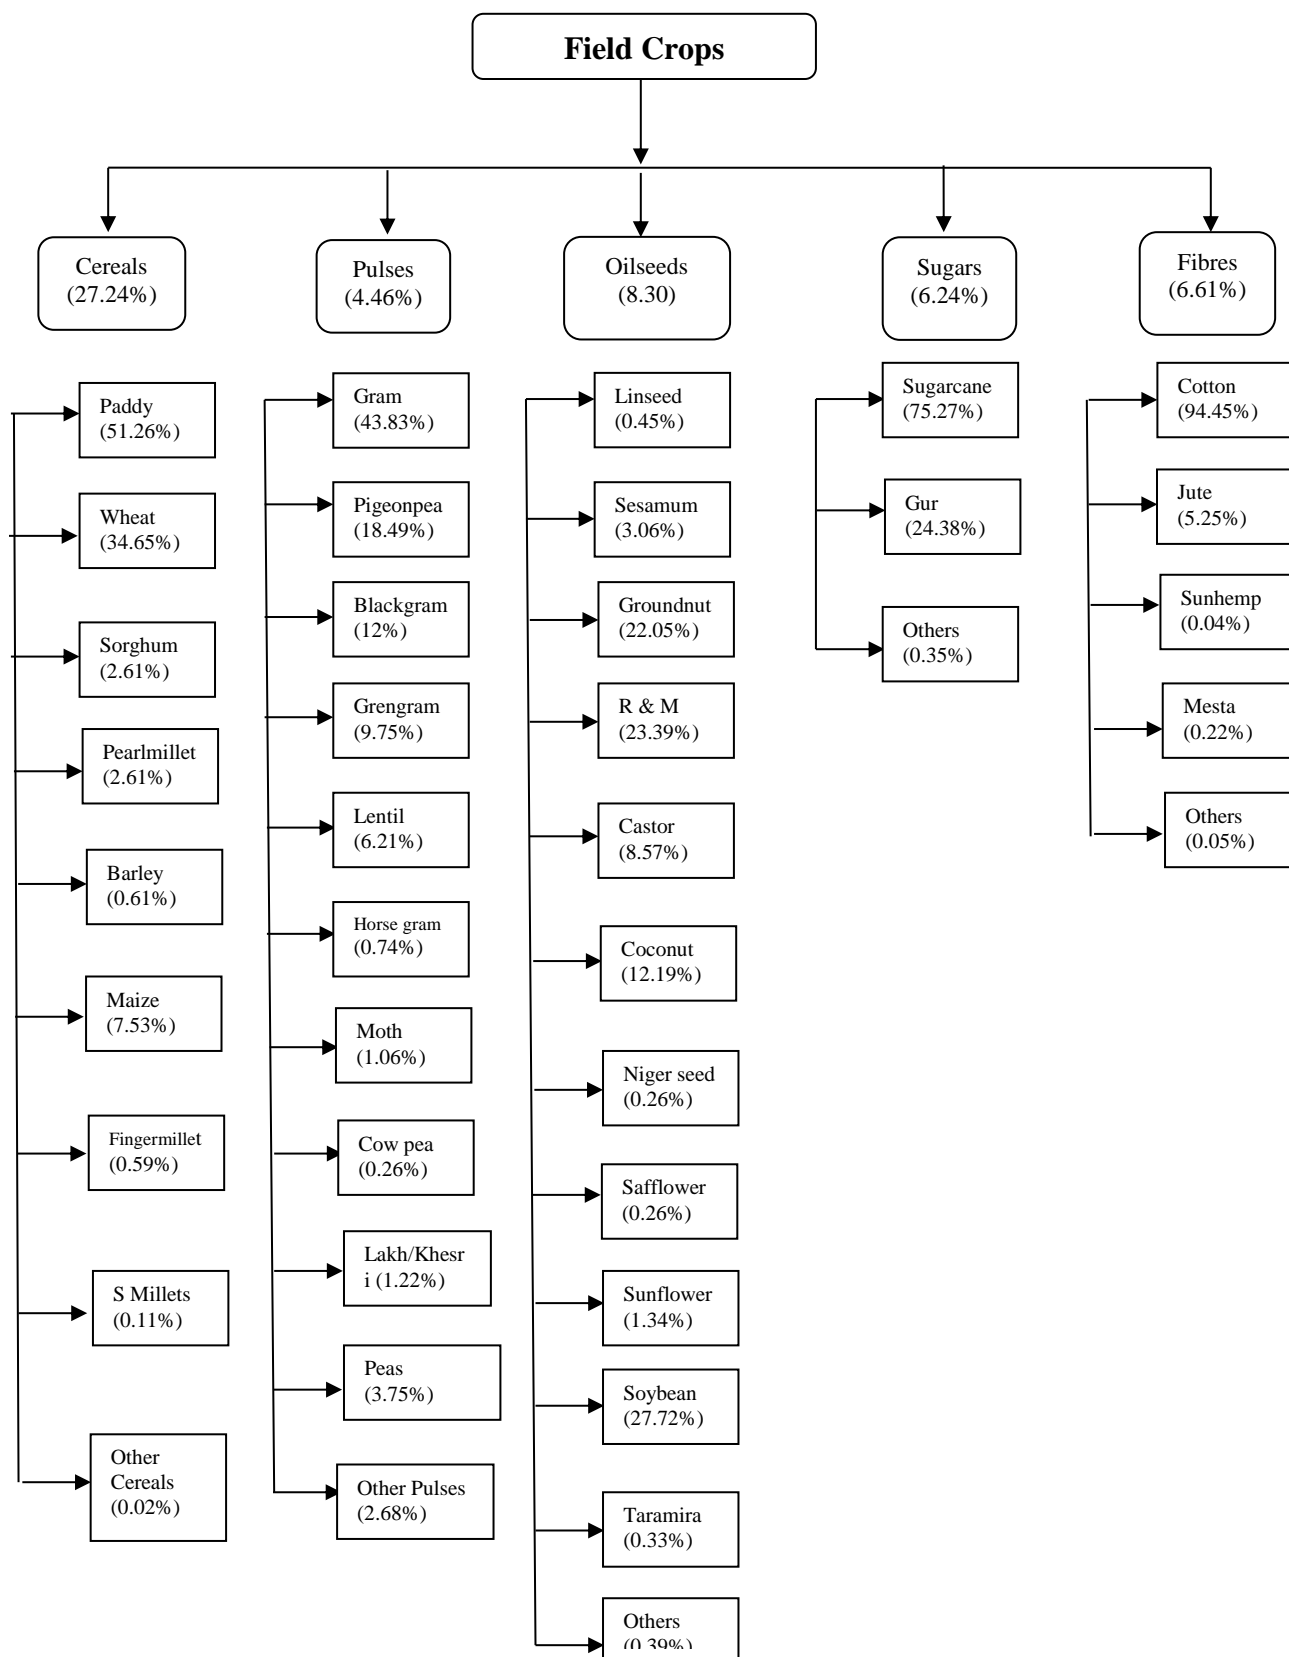 Field Crops
Cereals
(27.24%)
Pulses
(4.46%)
Oilseeds
(8.30)
Sugars
(6.24%)
Fibres
(6.61%)
Paddy
(51.26%)
Wheat
(34.65%)
Sorghum
(2.61%)
Pearlmillet
(2.61%)
Barley
(0.61%)
Maize
(7.53%)
Fingermillet
(0.59%)
S Millets
(0.11%)
Other
Cereals
(0.02%)
Gram
(43.83%)
Pigeonpea
(18.49%)
Blackgram
(12%)
Grengram
(9.75%)
Lentil
(6.21%)
Horse gram
(0.74%)
Moth
(1.06%)
Cow pea
(0.26%)
Lakh/Khesr
i (1.22%)
Peas
(3.75%)
Other Pulses
(2.68%)
Linseed
(0.45%)
Sesamum
(3.06%)
Groundnut
(22.05%)
R & M
(23.39%)
Castor
(8.57%)
Coconut
(12.19%)
Niger seed
(0.26%)
Safflower
(0.26%)
Sunflower
(1.34%)
Soybean
(27.72%)
Taramira
(0.33%)
Others
(0.39%)
Sugarcane
(75.27%)
Gur
(24.38%)
Others
(0.35%)
Cotton
(94.45%)
Jute
(5.25%)
Sunhemp
(0.04%)
Mesta
(0.22%)
Others
(0.05%)